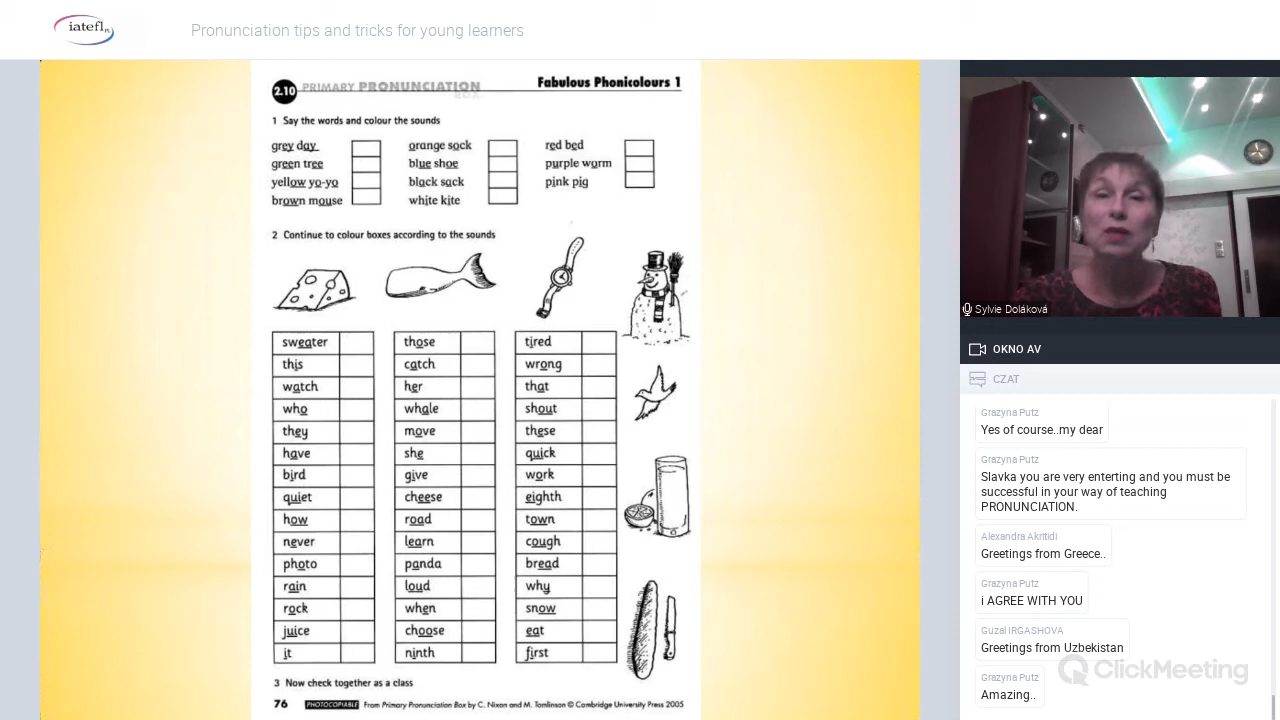 iatefl PL
Pronunciation tips and tricks for young learners
2.10 PRIMARY PRONUNCIATION BOX
Fabulous Phonicolours 1
1 Say the words and colour the sounds
grey day
green tree
yellow yo-yo
brown mouse
orange sock
blue shoe
black sack
white kite
red bed
purple worm
pink pig
2 Continue to colour boxes according to the sounds
sweater
this
watch
who
they
have
bird
quiet
how
never
photo
rain
rock
juice
it
those
catch
her
whale
move
she
give
cheese
road
learn
panda
loud
when
choose
ninth
tired
wrong
that
shout
these
quick
work
eighth
town
cough
bread
why
snow
eat
first
3 Now check together as a class
76 PHOTOCOPIABLE From Primary Pronunciation Box by C. Nixon and M. Tomlinson © Cambridge University Press 2005
Sylvie Doláková
OKNO AV
CZAT
Grazyna Putz
Yes of course..my dear
Grazyna Putz
Slavka you are very enterting and you must be
successful in your way of teaching
PRONUNCIATION.
Alexandra Akritidi
Greetings from Greece..
Grazyna Putz
i AGREE WITH YOU
Guzal IRGASHOVA
Greetings from Uzbekistan
Grazyna Putz
Amazing..
ClickMeeting